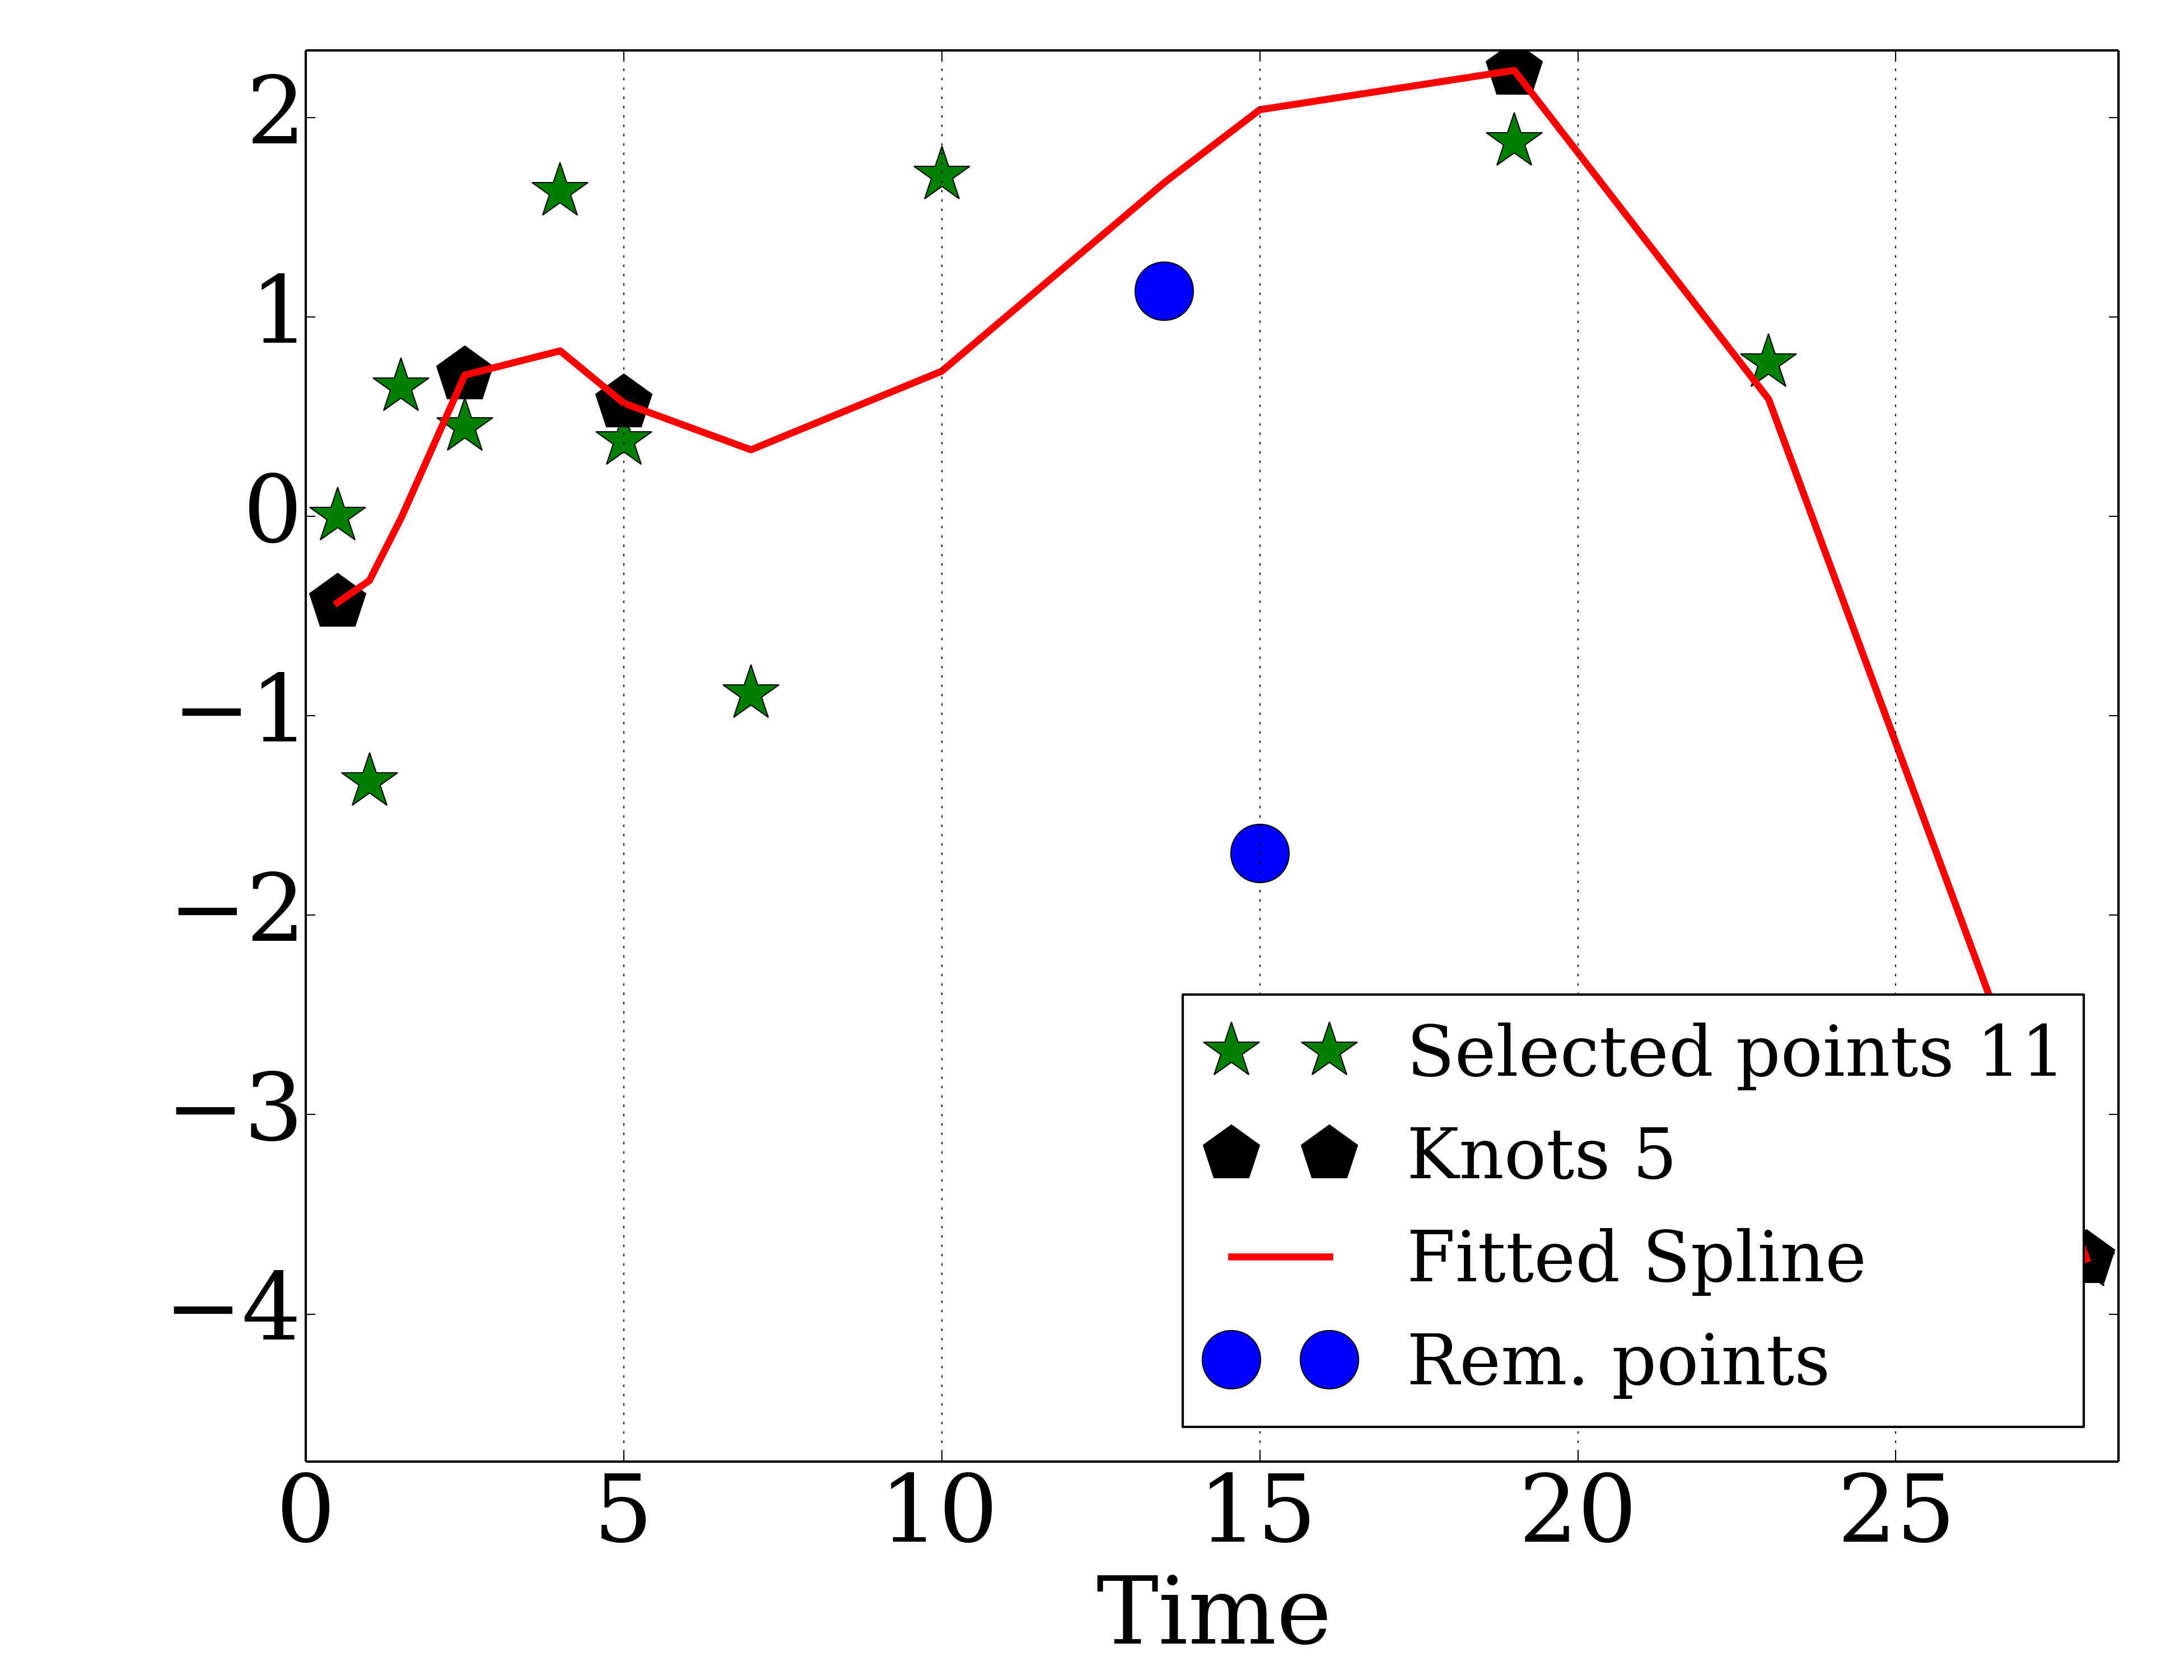 2
1
0
−1
−2
−3
−4
Selected points 11
Knots 5
Fitted Spline
Rem. points
0 5 10 15 20 25
Time